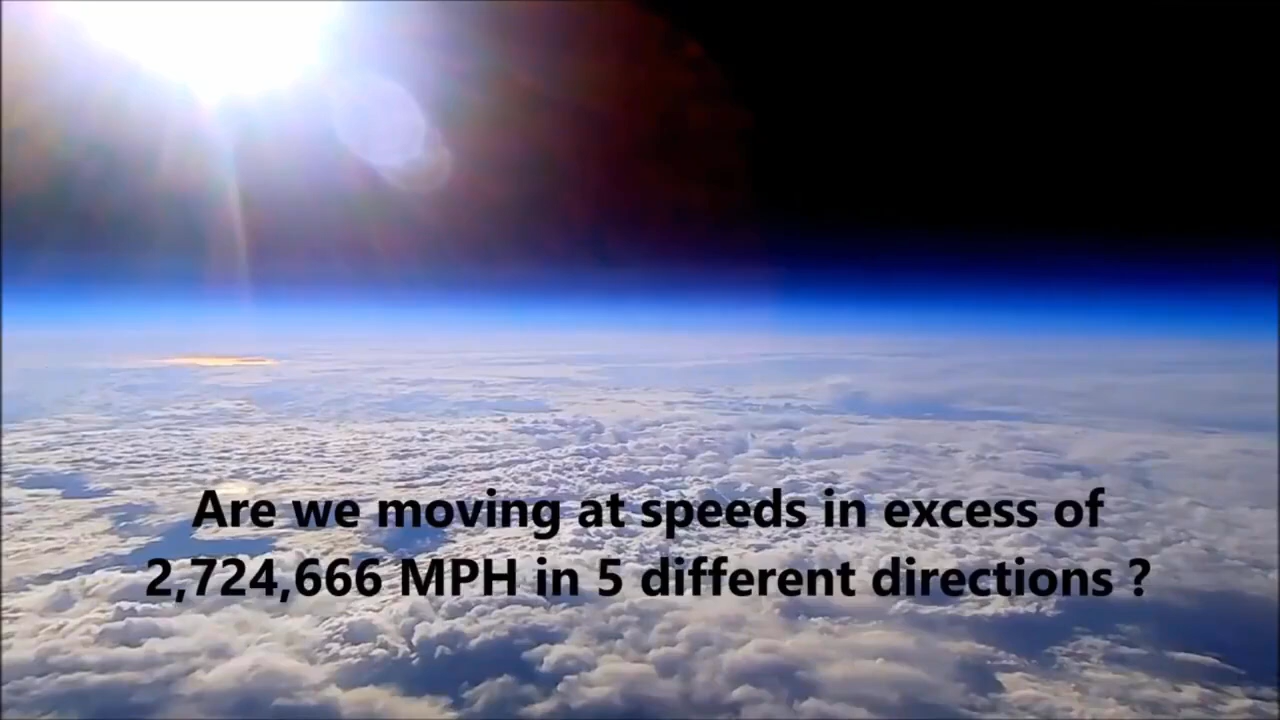 Are we moving at speeds in excess of
2,724,666 MPH in 5 different directions ?